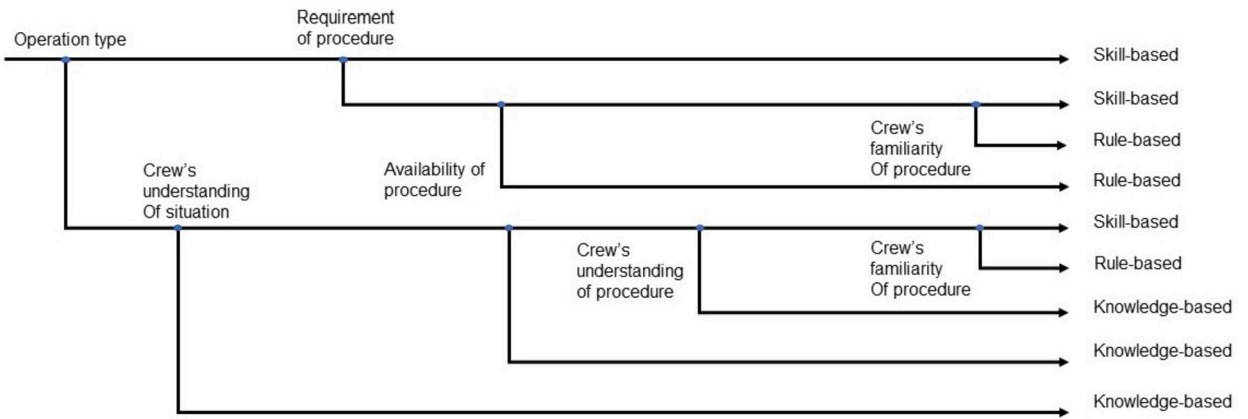 Operation type
Requirement
of procedure
Skill-based
Skill-based
Crew's
familiarity
Of procedure
Rule-based
Availability of
procedure
Rule-based
Crew's
understanding
Of situation
Skill-based
Crew's
understanding
of procedure
Crew's
familiarity
Of procedure
Rule-based
Knowledge-based
Knowledge-based
Knowledge-based